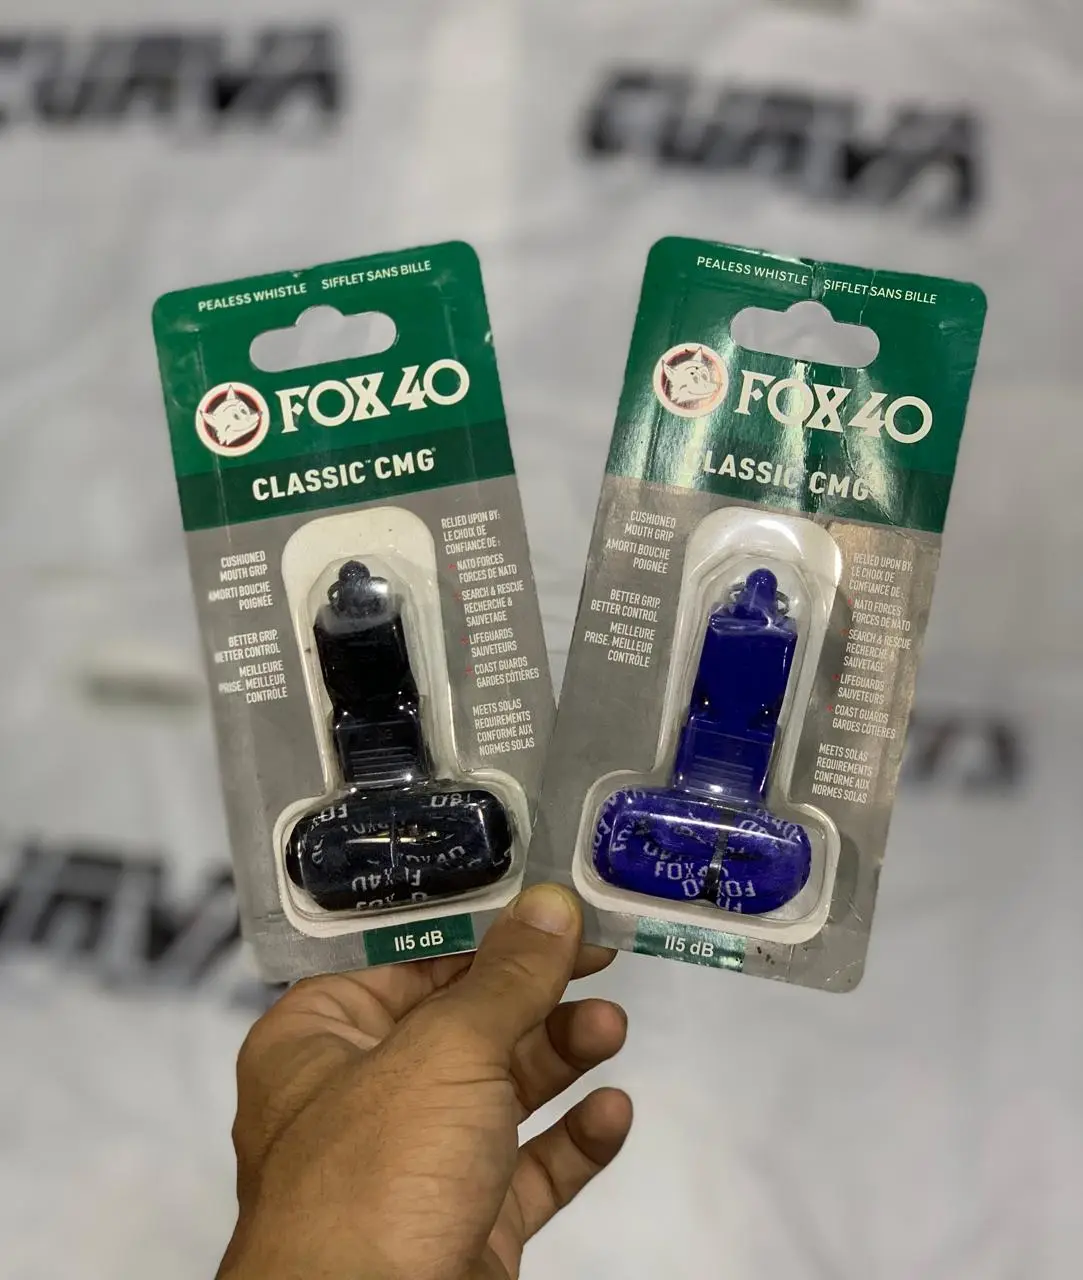 CURVA
CURVA
PEALESS WHISTLE SIFFLET SANS BILLE
FOX 40
CLASSIC™ CMG®
CUSHIONED
MOUTH GRIP
AMORTI BOUCHE
POIGNÉE
BETTER GRIP.
BETTER CONTROL
MEILLEURE
PRISE. MEILLEUR
CONTRÔLE
RELIED UPON BY:
LE CHOIX DE
CONFIANCE DE :
NATO FORCES
FORCES DE NATO
SEARCH & RESCUE
RECHERCHE &
SAUVETAGE
LIFEGUARDS
SAUVETEURS
COAST GUARDS
GARDES CÔTIÈRES
MEETS SOLAS
REQUIREMENTS
CONFORME AUX
NORMES SOLAS
115 dB
PEALESS WHISTLE SIFFLET SANS BILLE
FOX 40
CLASSIC CMG
CUSHIONED
MOUTH GRIP
AMORTI BOUCHE
POIGNÉE
BETTER GRIP.
BETTER CONTROL
MEILLEURE
PRISE. MEILLEUR
CONTRÔLE
RELIED UPON BY:
LE CHOIX DE
CONFIANCE DE :
NATO FORCES
FORCES DE NATO
SEARCH & RESCUE
RECHERCHE &
SAUVETAGE
LIFEGUARDS
SAUVETEURS
COAST GUARDS
GARDES CÔTIÈRES
MEETS SOLAS
REQUIREMENTS
CONFORME AUX
NORMES SOLAS
FOX40
115 dB